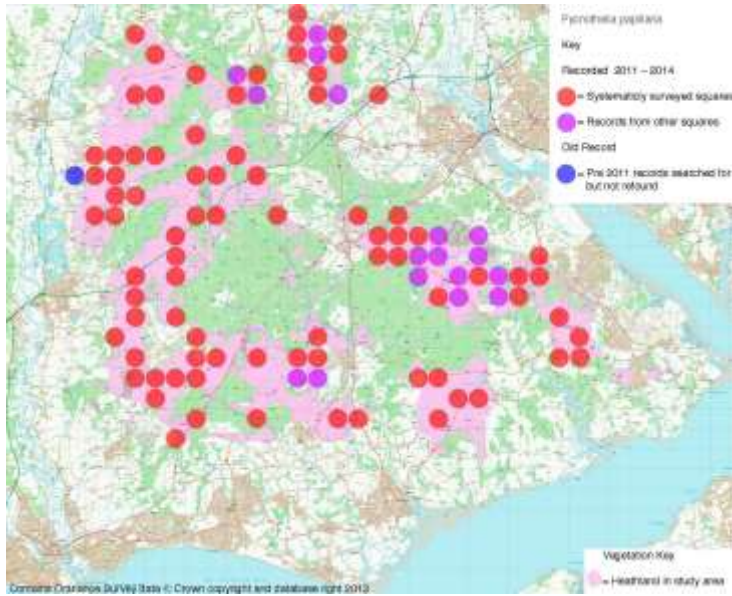 Pycnothelia papillaria
Key
Recorded 2011 – 2014
= Systematicly surveyed squares
= Records from other squares
Old Record
= Pre 2011 records searched for
but not refound
Vegetation Key
= Heathland in study area
Contains Ordnance Survey data © Crown copyright and database right 2013